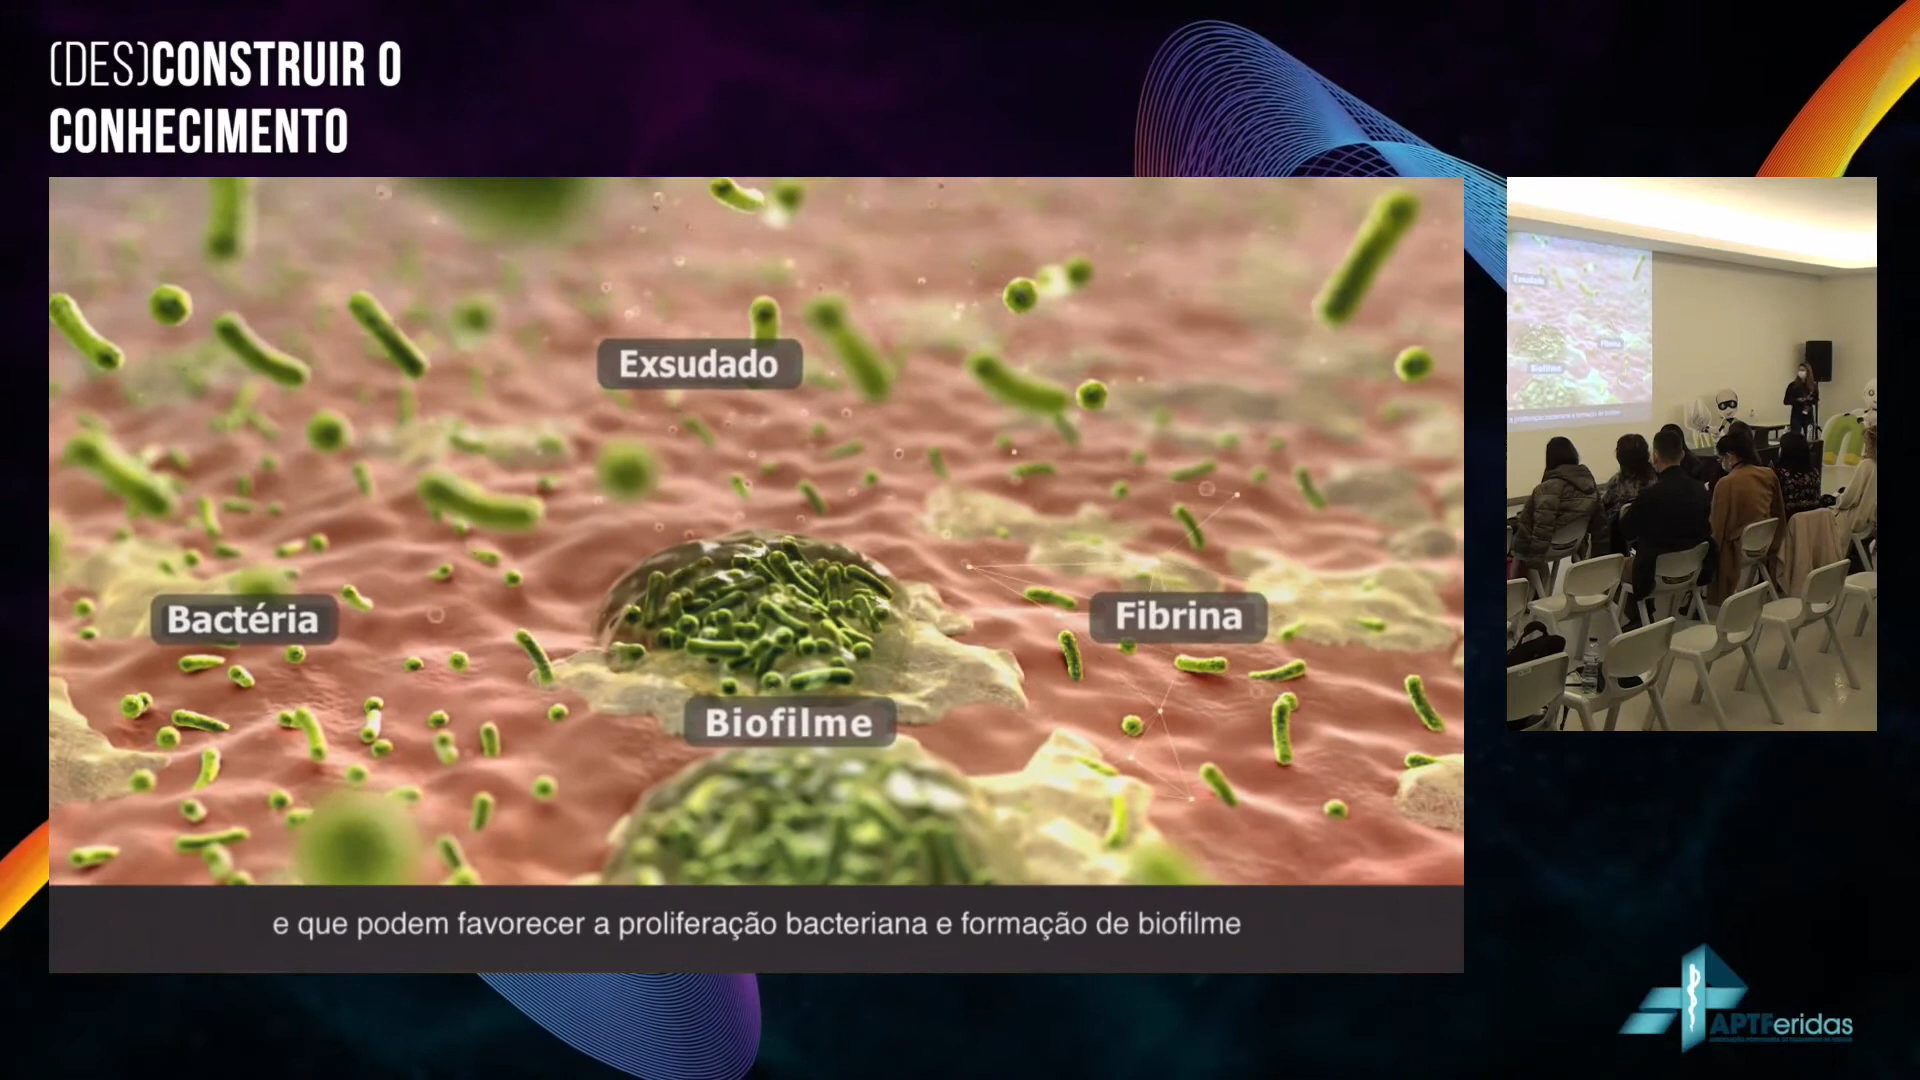 (DES)CONSTRUIR O
CONHECIMENTO
Exsudado
Bactéria
Fibrina
Biofilme
e que podem favorecer a proliferação bacteriana e formação de biofilme
APTFeridas